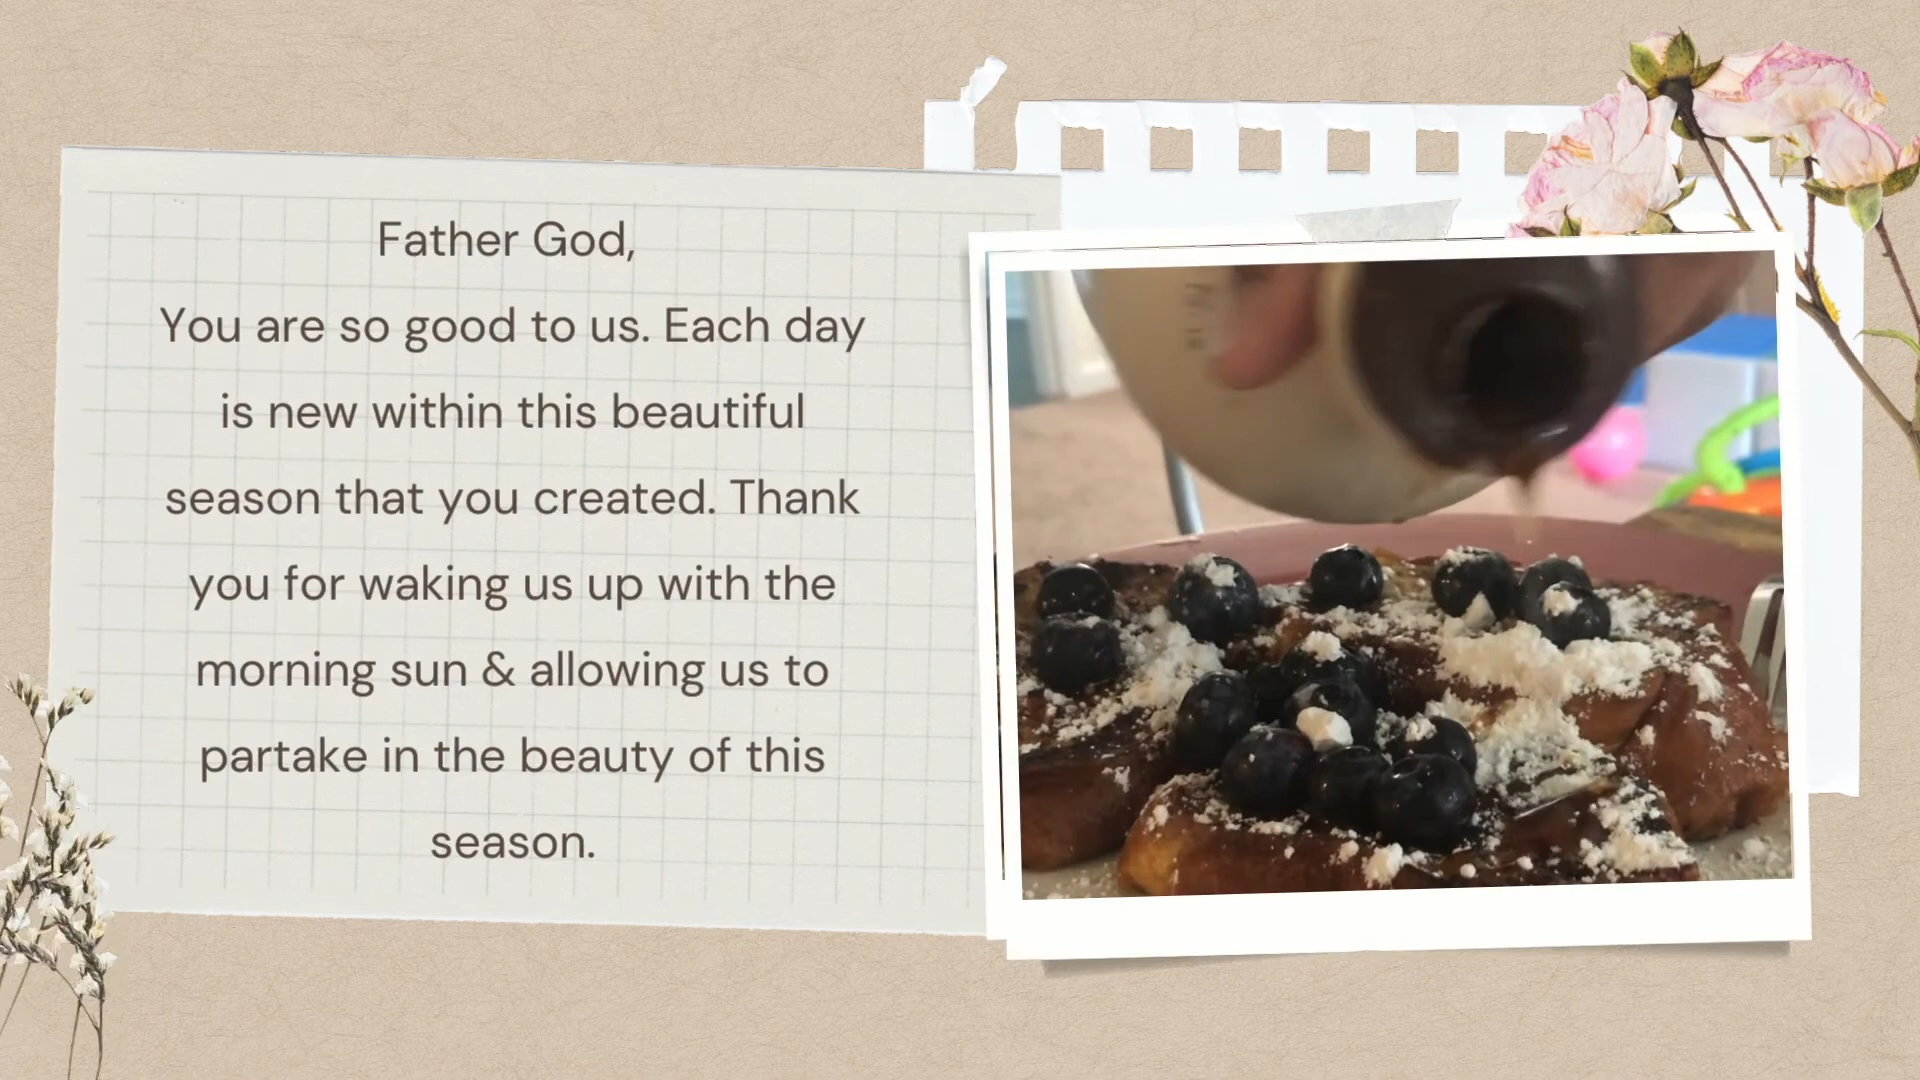 Father God,
You are so good to us. Each day
is new within this beautiful
season that you created. Thank
you for waking us up with the
morning sun & allowing us to
partake in the beauty of this
season.